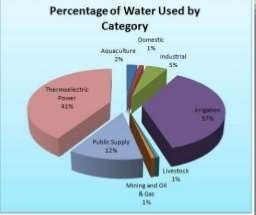 Percentage of Water Used by
Category
Domestic
1%
Aquaculture
2%
Industrial
5%
Thermoelectric
Power
41%
Irrigation
37%
Public Supply
12%
Livestock
1%
Mining and Oil
& Gas
1%